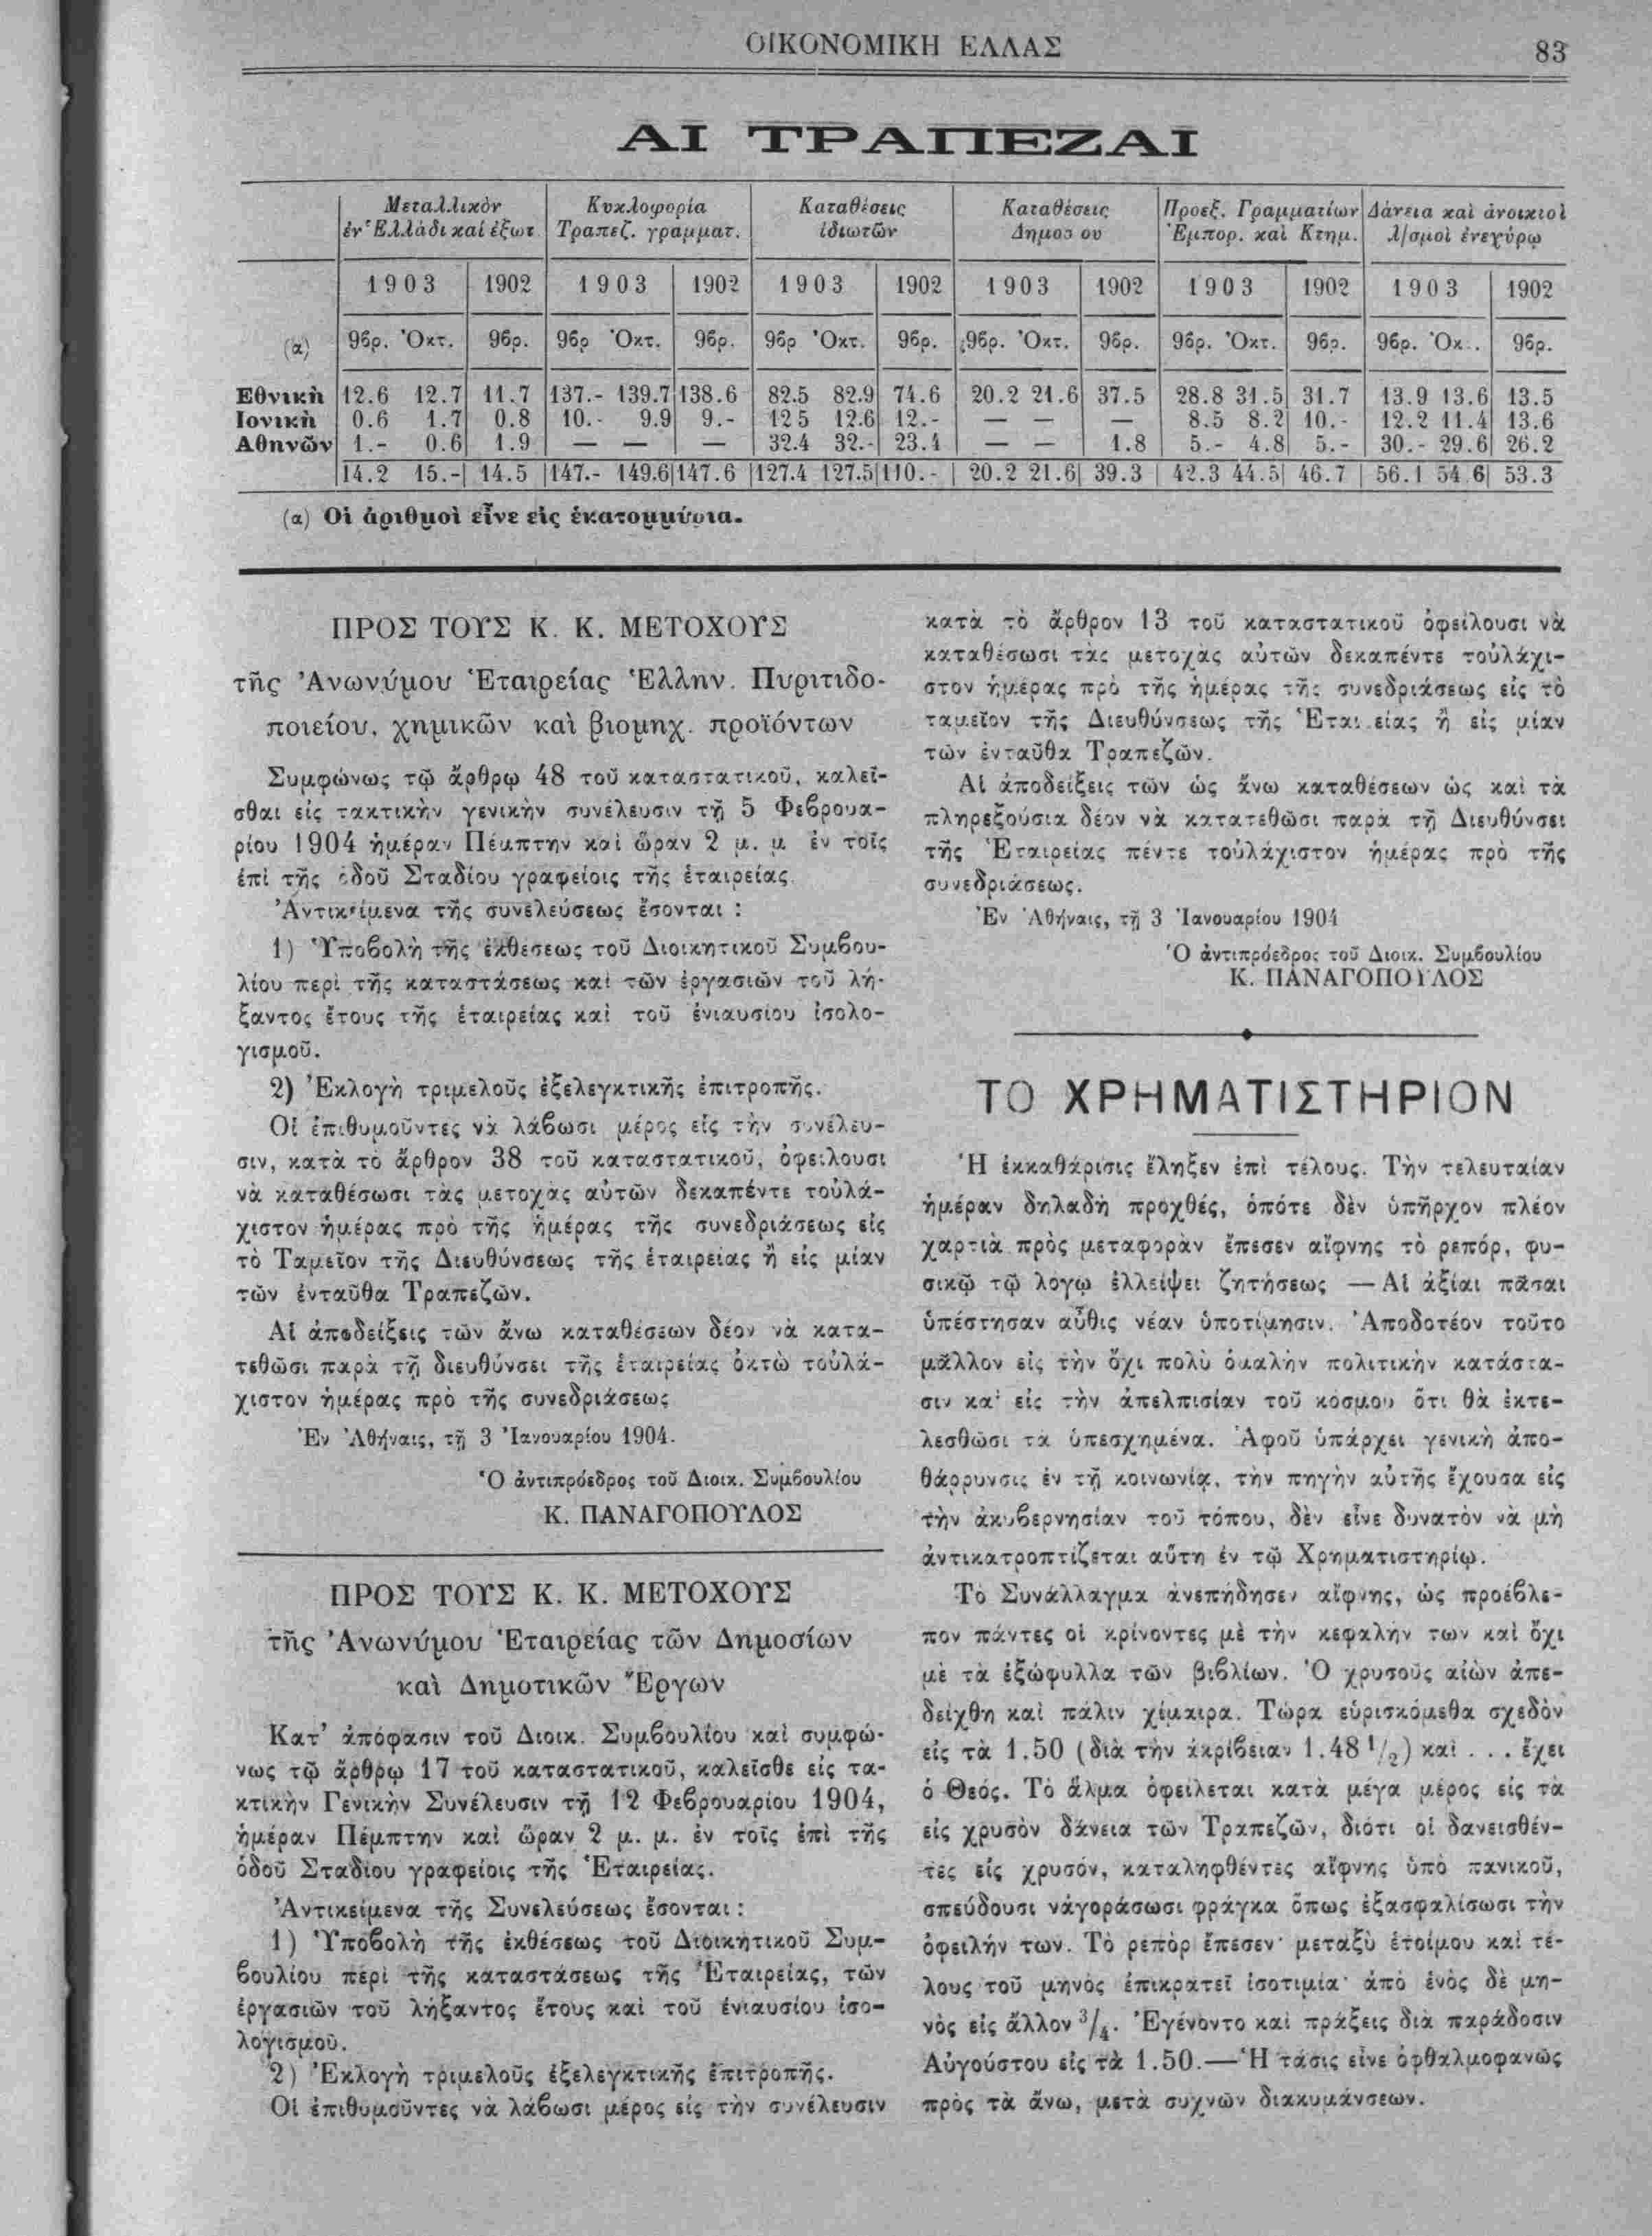 ΟΙΚΟΝΟΜΙΚΗ ΕΛΛΑΣ
83
ΑΙ ΤΡΑΠΕΖΑΙ
Μεταλλικὸν Κυκλοφορία Καταθέσεις Καταθέσεις Προεξ. Γραμματίων Δάνεια καὶ ἀνοικτοὶ
ἐν Ἑλλάδι καὶ ἐξωτ. Τραπεζ. γραμματ. ἰδιωτῶν Δημοσ ου Ἐμπορ. καὶ Κτημ. λ/σμοὶ ἐνεχύρῳ
1903 1902 1903 1902 1903 1902 1903 1902 1903 1902 1903 1902
(α) 9βρ. Ὀκτ. 9βρ. 9βρ Ὀκτ. 9βρ. 9βρ Ὀκτ. 9βρ. 9βρ. Ὀκτ. 9βρ. 9βρ. Ὀκτ. 9βρ. 9βρ. Ὀκ . 9βρ.
Εθνικὴ 12.6 12.7 11.7 137.- 139.7 138.6 82.5 82.9 74.6 20.2 21.6 37.5 28.8 31.5 31.7 13.9 13.6 13.5
Ιονικὴ 0.6 1.7 0.8 10.- 9.9 9.- 12 5 12.6 12.- — — — 8.5 8.2 10.- 12.2 11.4 13.6
Αθηνῶν 1.- 0.6 1.9 — — — 32.4 32.- 23.4 — — 1.8 5.- 4.8 5.- 30.- 29.6 26.2
14.2 15.- 14.5 147.- 149.6 147.6 127.4 127.5 110.- 20.2 21.6 39.3 42.3 44.5 46.7 56.1 54.6 53.3
(α) Οἱ ἀριθμοὶ εἶνε εἰς ἑκατομμύρια.
ΠΡΟΣ ΤΟΥΣ Κ. Κ. ΜΕΤΟΧΟΥΣ
τῆς Ἀνωνύμου Ἑταιρείας Ἑλλην. Πυριτιδο-
ποιείου, χημικῶν καὶ βιομηχ. προϊόντων
Συμφώνως τῷ ἄρθρῳ 48 τοῦ καταστατικοῦ, καλεῖ-
σθαι εἰς τακτικὴν γενικὴν συνέλευσιν τῇ 5 Φεβρουα-
ρίου 1904 ἡμέραν Πέμπτην καὶ ὥραν 2 μ. μ ἐν τοῖς
ἐπὶ τῆς ὁδοῦ Σταδίου γραφείοις τῆς ἑταιρείας.
Ἀντικείμενα τῆς συνελεύσεως ἔσονται :
1) Ὑποβολὴ τῆς ἐκθέσεως τοῦ Διοικητικοῦ Συμβου-
λίου περὶ τῆς καταστάσεως καὶ τῶν ἐργασιῶν τοῦ λή-
ξαντος ἔτους τῆς ἑταιρείας καὶ τοῦ ἐνιαυσίου ἰσολο-
γισμοῦ.
2) Ἐκλογὴ τριμελοῦς ἐξελεγκτικῆς ἐπιτροπῆς.
Οἱ ἐπιθυμοῦντες νὰ λάβωσι μέρος εἰς τὴν συνέλευ-
σιν, κατὰ τὸ ἄρθρον 38 τοῦ καταστατικοῦ, ὀφείλουσι
νὰ καταθέσωσι τὰς μετοχὰς αὐτῶν δεκαπέντε τοὐλά-
χιστον ἡμέρας πρὸ τῆς ἡμέρας τῆς συνεδριάσεως εἰς
τὸ Ταμεῖον τῆς Διευθύνσεως τῆς ἑταιρείας ἢ εἰς μίαν
τῶν ἐνταῦθα Τραπεζῶν.
Αἱ ἀποδείξεις τῶν ἄνω καταθέσεων δέον νὰ κατα-
τεθῶσι παρὰ τῇ διευθύνσει τῆς ἑταιρείας ὀκτὼ τοὐλά-
χιστον ἡμέρας πρὸ τῆς συνεδριάσεως
Ἐν Ἀθήναις, τῇ 3 Ἰανουαρίου 1904.
Ὁ ἀντιπρόεδρος τοῦ Διοικ. Συμβουλίου
Κ. ΠΑΝΑΓΟΠΟΥΛΟΣ
ΠΡΟΣ ΤΟΥΣ Κ. Κ. ΜΕΤΟΧΟΥΣ
τῆς Ἀνωνύμου Ἑταιρείας τῶν Δημοσίων
καὶ Δημοτικῶν Ἔργων
Κατ’ ἀπόφασιν τοῦ Διοικ. Συμβουλίου καὶ συμφώ-
νως τῷ ἄρθρῳ 17 τοῦ καταστατικοῦ, καλεῖσθε εἰς τα-
κτικὴν Γενικὴν Συνέλευσιν τῇ 12 Φεβρουαρίου 1904,
ἡμέραν Πέμπτην καὶ ὥραν 2 μ. μ. ἐν τοῖς ἐπὶ τῆς
ὁδοῦ Σταδίου γραφείοις τῆς Ἑταιρείας.
Ἀντικείμενα τῆς Συνελεύσεως ἔσονται :
1) Ὑποβολὴ τῆς ἐκθέσεως τοῦ Διοικητικοῦ Συμ-
βουλίου περὶ τῆς καταστάσεως τῆς Ἑταιρείας, τῶν
ἐργασιῶν τοῦ λήξαντος ἔτους καὶ τοῦ ἐνιαυσίου ἰσο-
λογισμοῦ.
2) Ἐκλογὴ τριμελοῦς ἐξελεγκτικῆς ἐπιτροπῆς.
Οἱ ἐπιθυμοῦντες νὰ λάβωσι μέρος εἰς τὴν συνέλευσιν
κατὰ τὸ ἄρθρον 13 τοῦ καταστατικοῦ ὀφείλουσι νὰ
καταθέσωσι τὰς μετοχὰς αὐτῶν δεκαπέντε τοὐλάχι-
στον ἡμέρας πρὸ τῆς ἡμέρας τῆς συνεδριάσεως εἰς τὸ
ταμεῖον τῆς Διευθύνσεως τῆς Ἑται είας ἢ εἰς μίαν
τῶν ἐνταῦθα Τραπεζῶν.
Αἱ ἀποδείξεις τῶν ὡς ἄνω καταθέσεων ὡς καὶ τὰ
πληρεξούσια δέον νὰ κατατεθῶσι παρὰ τῇ Διευθύνσει
τῆς Ἑταιρείας πέντε τοὐλάχιστον ἡμέρας πρὸ τῆς
συνεδριάσεως.
Ἐν Ἀθήναις, τῇ 3 Ἰανουαρίου 1904
Ὁ ἀντιπρόεδρος τοῦ Διοικ. Συμβουλίου
Κ. ΠΑΝΑΓΟΠΟΥΛΟΣ
ΤΟ ΧΡΗΜΑΤΙΣΤΗΡΙΟΝ
Ἡ ἐκκαθάρισις ἔληξεν ἐπὶ τέλους. Τὴν τελευταίαν
ἡμέραν δηλαδὴ προχθές, ὁπότε δὲν ὑπῆρχον πλέον
χαρτιὰ πρὸς μεταφορὰν ἔπεσεν αἴφνης τὸ ρεπόρ, φυ-
σικῷ τῷ λόγῳ ἐλλείψει ζητήσεως — Αἱ ἀξίαι πᾶσαι
ὑπέστησαν αὖθις νέαν ὑποτίμησιν. Ἀποδοτέον τοῦτο
μᾶλλον εἰς τὴν ὄχι πολὺ ὁμαλὴν πολιτικὴν κατάστα-
σιν καὶ εἰς τὴν ἀπελπισίαν τοῦ κόσμου ὅτι θὰ ἐκτε-
λεσθῶσι τὰ ὑπεσχημένα. Ἀφοῦ ὑπάρχει γενικὴ ἀπο-
θάρρυνσις ἐν τῇ κοινωνίᾳ, τὴν πηγὴν αὐτῆς ἔχουσα εἰς
τὴν ἀκυβερνησίαν τοῦ τόπου, δὲν εἶνε δυνατὸν νὰ μὴ
ἀντικατροπτίζεται αὕτη ἐν τῷ Χρηματιστηρίῳ.
Τὸ Συνάλλαγμα ἀνεπήδησεν αἴφνης, ὡς προέβλε-
πον πάντες οἱ κρίνοντες μὲ τὴν κεφαλήν των καὶ ὄχι
μὲ τὰ ἐξώφυλλα τῶν βιβλίων. Ὁ χρυσοῦς αἰὼν ἀπε-
δείχθη καὶ πάλιν χίμαιρα. Τώρα εὑρισκόμεθα σχεδὸν
εἰς τὰ 1.50 (διὰ τὴν ἀκρίβειαν 1.48 1/2) καὶ . . . ἔχει
ὁ Θεός. Τὸ ἅλμα ὀφείλεται κατὰ μέγα μέρος εἰς τὰ
εἰς χρυσὸν δάνεια τῶν Τραπεζῶν, διότι οἱ δανεισθέν-
τες εἰς χρυσόν, καταληφθέντες αἴφνης ὑπὸ πανικοῦ,
σπεύδουσι νἀγοράσωσι φράγκα ὅπως ἐξασφαλίσωσι τὴν
ὀφειλήν των. Τὸ ρεπὸρ ἔπεσεν· μεταξὺ ἑτοίμου καὶ τέ-
λους τοῦ μηνὸς ἐπικρατεῖ ἰσοτιμία· ἀπὸ ἑνὸς δὲ μη-
νὸς εἰς ἄλλον 3/4. Ἐγένοντο καὶ πράξεις διὰ παράδοσιν
Αὐγούστου εἰς τὰ 1.50.—Ἡ τάσις εἶνε ὀφθαλμοφανῶς
πρὸς τὰ ἄνω, μετὰ συχνῶν διακυμάνσεων.